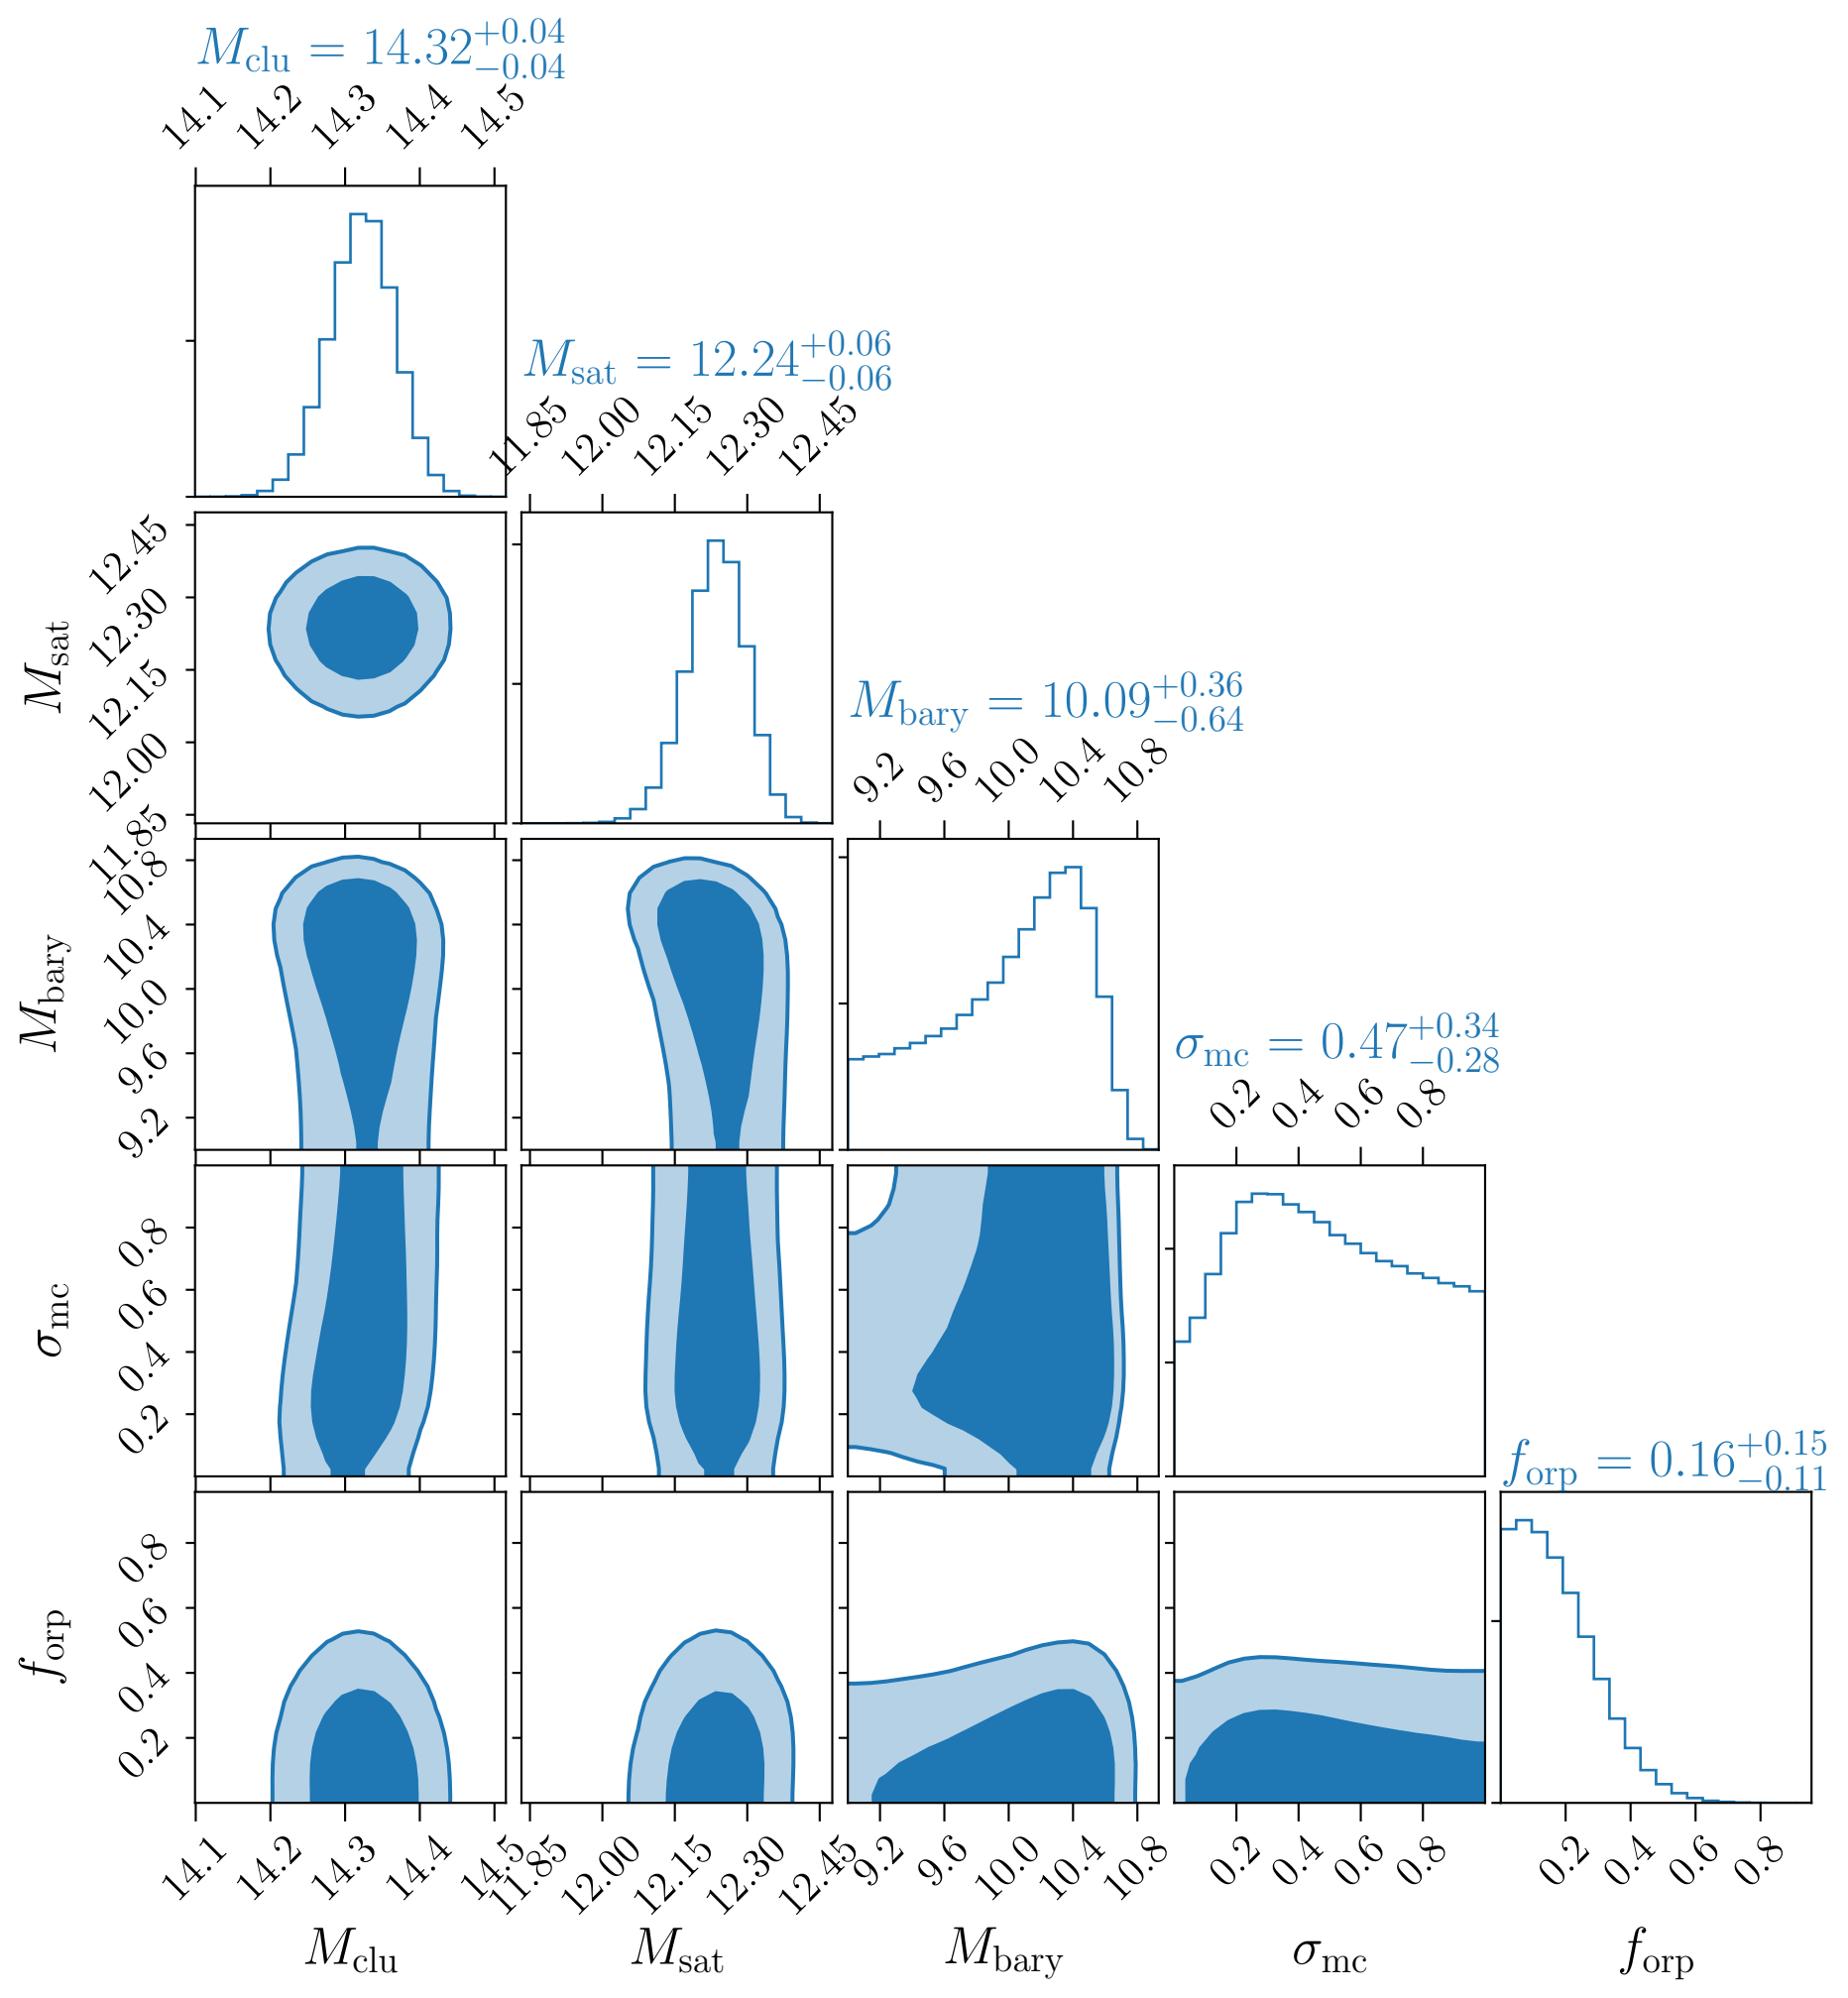 M_clu = 14.32^{+0.04}_{-0.04}
14.1 14.2 14.3 14.4 14.5
M_sat = 12.24^{+0.06}_{-0.06}
11.85 12.00 12.15 12.30 12.45
M_sat
12.45
12.30
12.15
12.00
11.85
M_bary = 10.09^{+0.36}_{-0.64}
9.2 9.6 10.0 10.4 10.8
M_bary
10.8
10.4
10.0
9.6
9.2
σ_mc = 0.47^{+0.34}_{-0.28}
0.2 0.4 0.6 0.8
σ_mc
0.8
0.6
0.4
0.2
f_orp = 0.16^{+0.15}_{-0.11}
f_orp
0.8
0.6
0.4
0.2
14.1 14.2 14.3 14.4 14.5 11.85 12.00 12.15 12.30 12.45 9.2 9.6 10.0 10.4 10.8 0.2 0.4 0.6 0.8 0.2 0.4 0.6 0.8
M_clu M_sat M_bary σ_mc f_orp